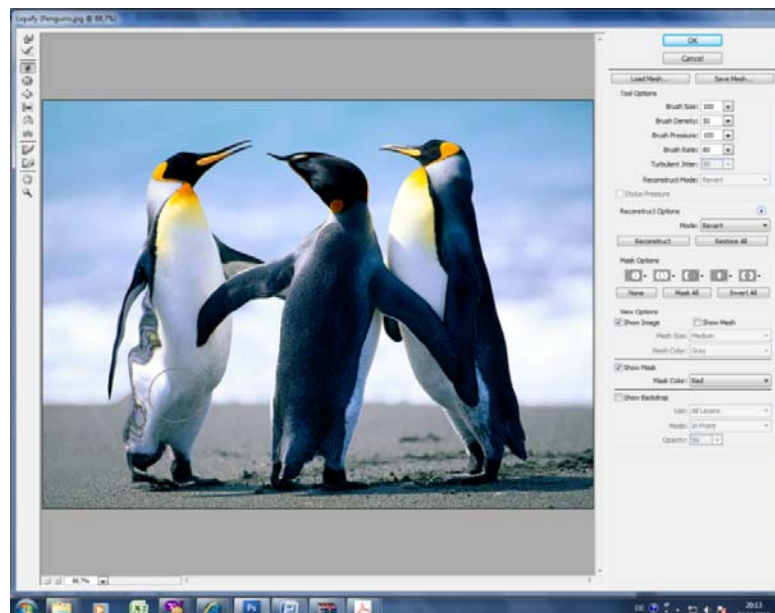 Liquify (Penguins.jpg @ 88,7%)
OK
Cancel
Load Mesh... Save Mesh...
Tool Options
Brush Size: 100
Brush Density: 50
Brush Pressure: 100
Brush Rate: 80
Turbulent Jitter:
Reconstruct Mode: Revert
Stylus Pressure
Reconstruct Options
Mode: Revert
Reconstruct Restore All
Mask Options
None Mask All Invert All
View Options
Show Image Show Mesh
Mesh Size: Medium
Mesh Color: Gray
Show Mask
Mask Color: Red
Show Backdrop
Use: All Layers
Mode: In Front
Opacity: 50
88,7%
DE 20:13